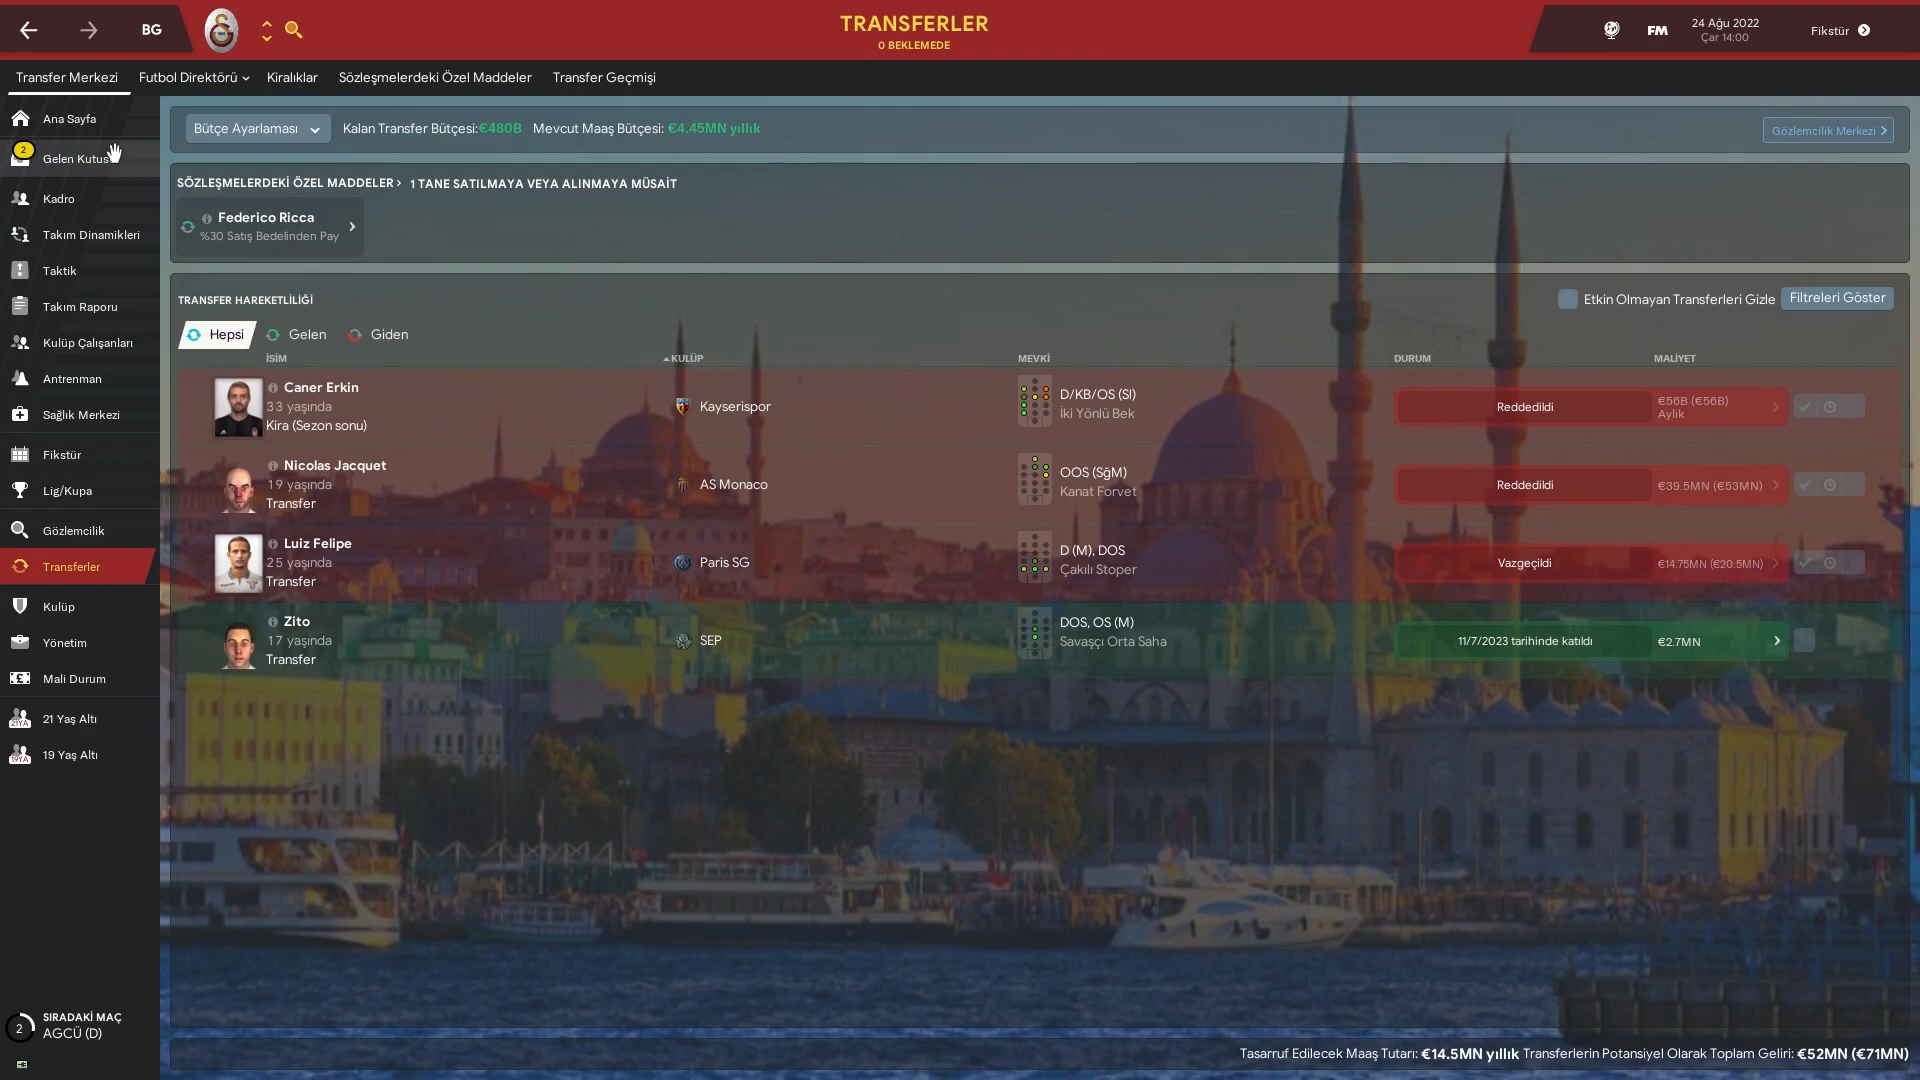 BG
TRANSFERLER
0 BEKLEMEDE
FM
24 Ağu 2022
Çar 14:00
Fikstür
Transfer Merkezi
Futbol Direktörü
Kiralıklar
Sözleşmelerdeki Özel Maddeler
Transfer Geçmişi
Ana Sayfa
2
Gelen Kutus
Kadro
Takım Dinamikleri
Taktik
Takım Raporu
Kulüp Çalışanları
Antrenman
Sağlık Merkezi
Fikstür
Lig/Kupa
Gözlemcilik
Transferler
Kulüp
Yönetim
Mali Durum
21YA
21 Yaş Altı
19YA
19 Yaş Altı
2
SIRADAKİ MAÇ
AGCÜ (D)
Bütçe Ayarlaması
Kalan Transfer Bütçesi:€480B
Mevcut Maaş Bütçesi: €4.45MN yıllık
Gözlemcilik Merkezi
SÖZLEŞMELERDEKİ ÖZEL MADDELER
1 TANE SATILMAYA VEYA ALINMAYA MÜSAİT
Federico Ricca
%30 Satış Bedelinden Pay
TRANSFER HAREKETLİLİĞİ
Etkin Olmayan Transferleri Gizle
Filtreleri Göster
Hepsi
Gelen
Giden
İSİM
KULÜP
MEVKİ
DURUM
MALİYET
Caner Erkin
33 yaşında
Kira (Sezon sonu)
Kayserispor
D/KB/OS (Sl)
İki Yönlü Bek
Reddedildi
€56B (€56B)
Aylık
Nicolas Jacquet
19 yaşında
Transfer
AS Monaco
OOS (SğM)
Kanat Forvet
Reddedildi
€39.5MN (€53MN)
Luiz Felipe
25 yaşında
Transfer
Paris SG
D (M), DOS
Çakılı Stoper
Vazgeçildi
€14.75MN (€20.5MN)
Zito
17 yaşında
Transfer
SEP
DOS, OS (M)
Savaşçı Orta Saha
11/7/2023 tarihinde katıldı
€2.7MN
Tasarruf Edilecek Maaş Tutarı: €14.5MN yıllık Transferlerin Potansiyel Olarak Toplam Geliri: €52MN (€71MN)